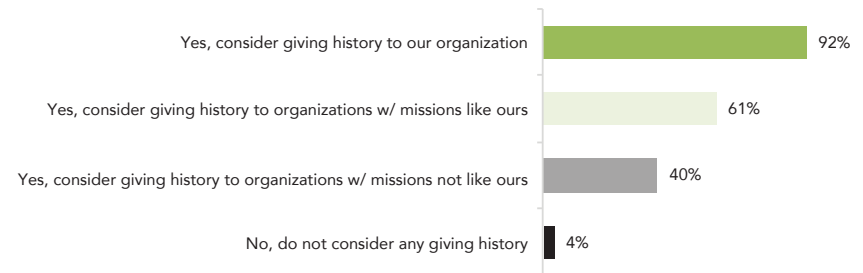 Yes, consider giving history to our organization 92%
Yes, consider giving history to organizations w/ missions like ours 61%
Yes, consider giving history to organizations w/ missions not like ours 40%
No, do not consider any giving history 4%